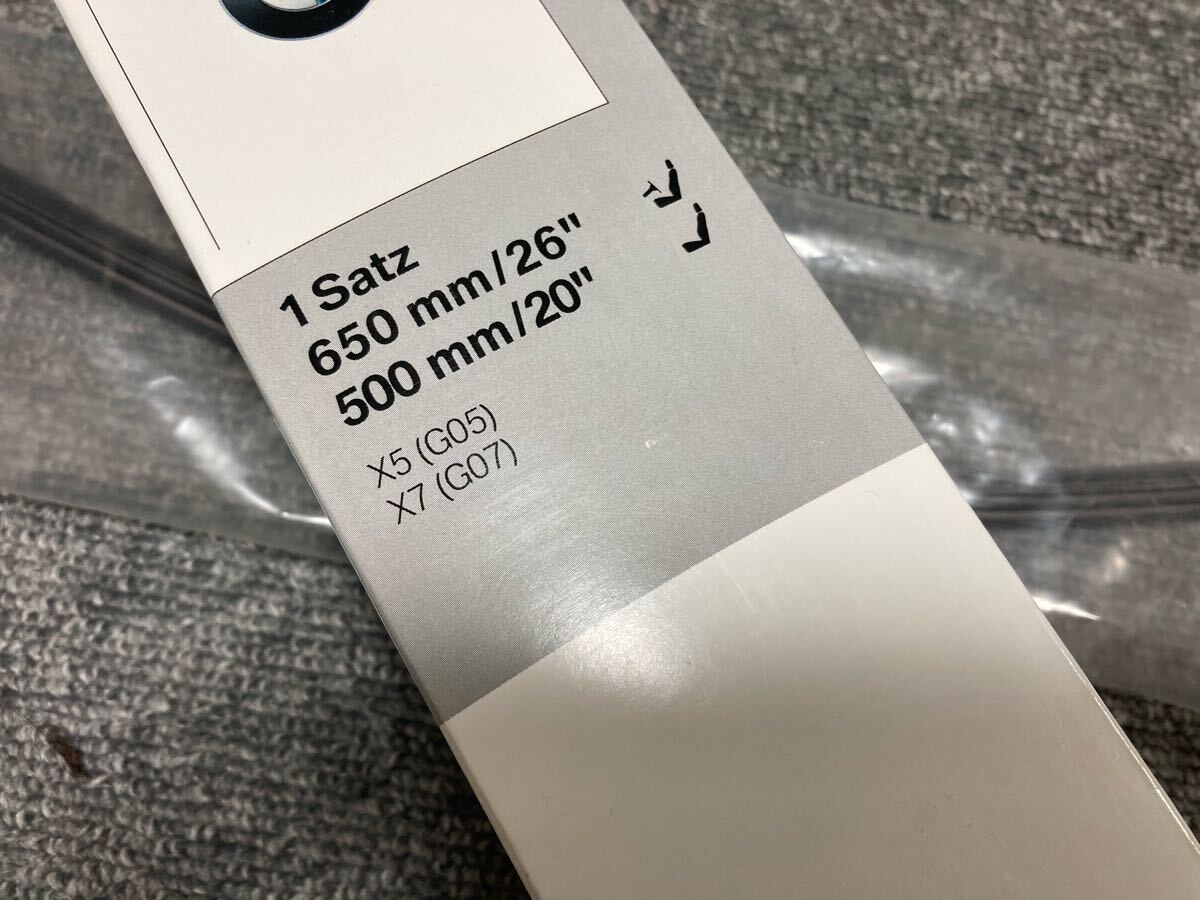 1 Satz
650 mm/26"
500 mm/20"
X5 (G05)
X7 (G07)